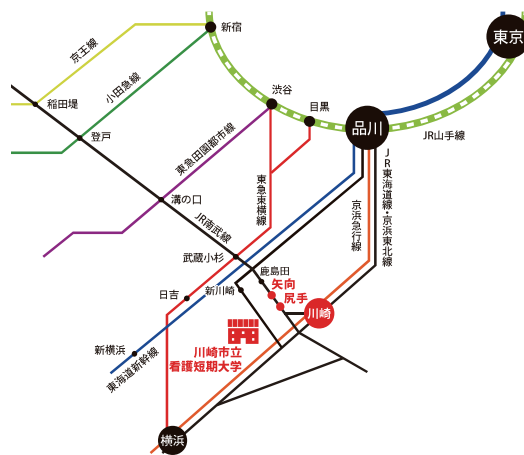 新宿
東京
京王線
小田急線
稲田堤
渋谷
目黒
品川
登戸
JR山手線
東急田園都市線
東急東横線
JR東海道線・京浜東北線
溝の口
京浜急行線
JR南武線
武蔵小杉
鹿島田
矢向
新川崎
尻手
日吉
川崎
新横浜
川崎市立
看護短期大学
東海道新幹線
横浜